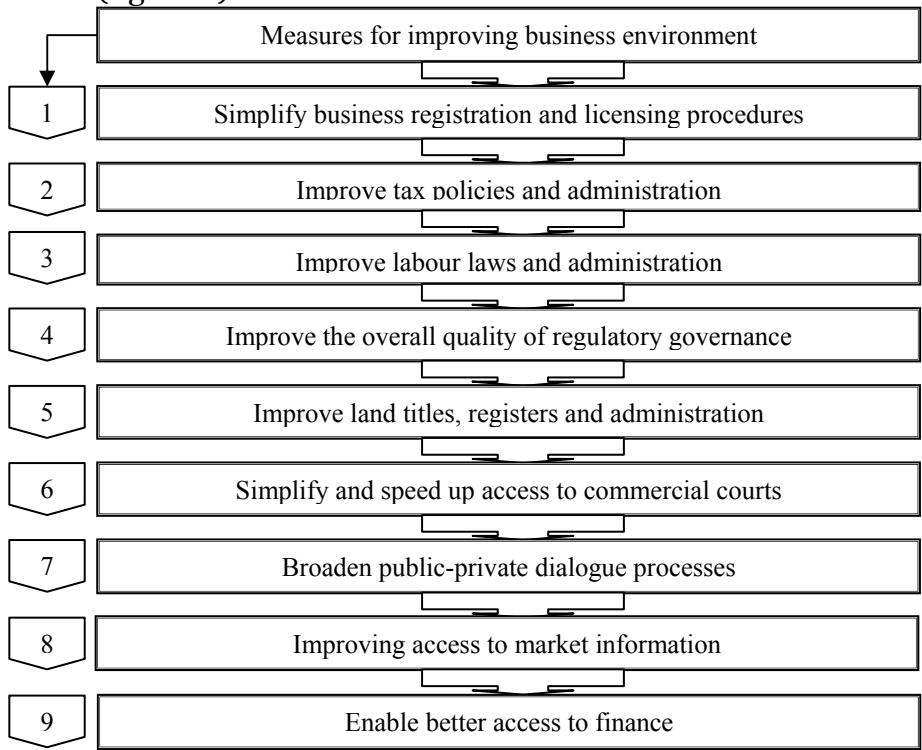 Measures for improving business environment
1 Simplify business registration and licensing procedures
2 Improve tax policies and administration
3 Improve labour laws and administration
4 Improve the overall quality of regulatory governance
5 Improve land titles, registers and administration
6 Simplify and speed up access to commercial courts
7 Broaden public-private dialogue processes
8 Improving access to market information
9 Enable better access to finance